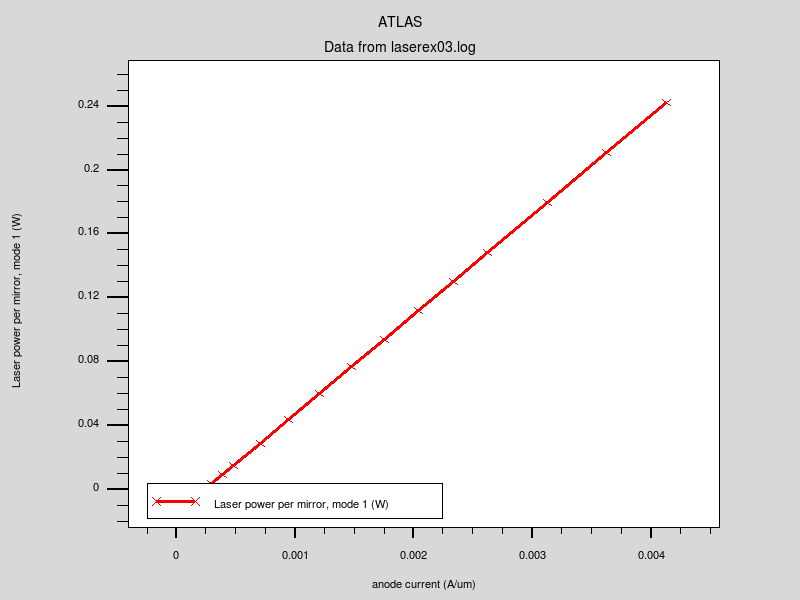 ATLAS
Data from laserex03.log
Laser power per mirror, mode 1 (W)
0.24
0.2
0.16
0.12
0.08
0.04
0
Laser power per mirror, mode 1 (W)
0
0.001
0.002
0.003
0.004
anode current (A/um)